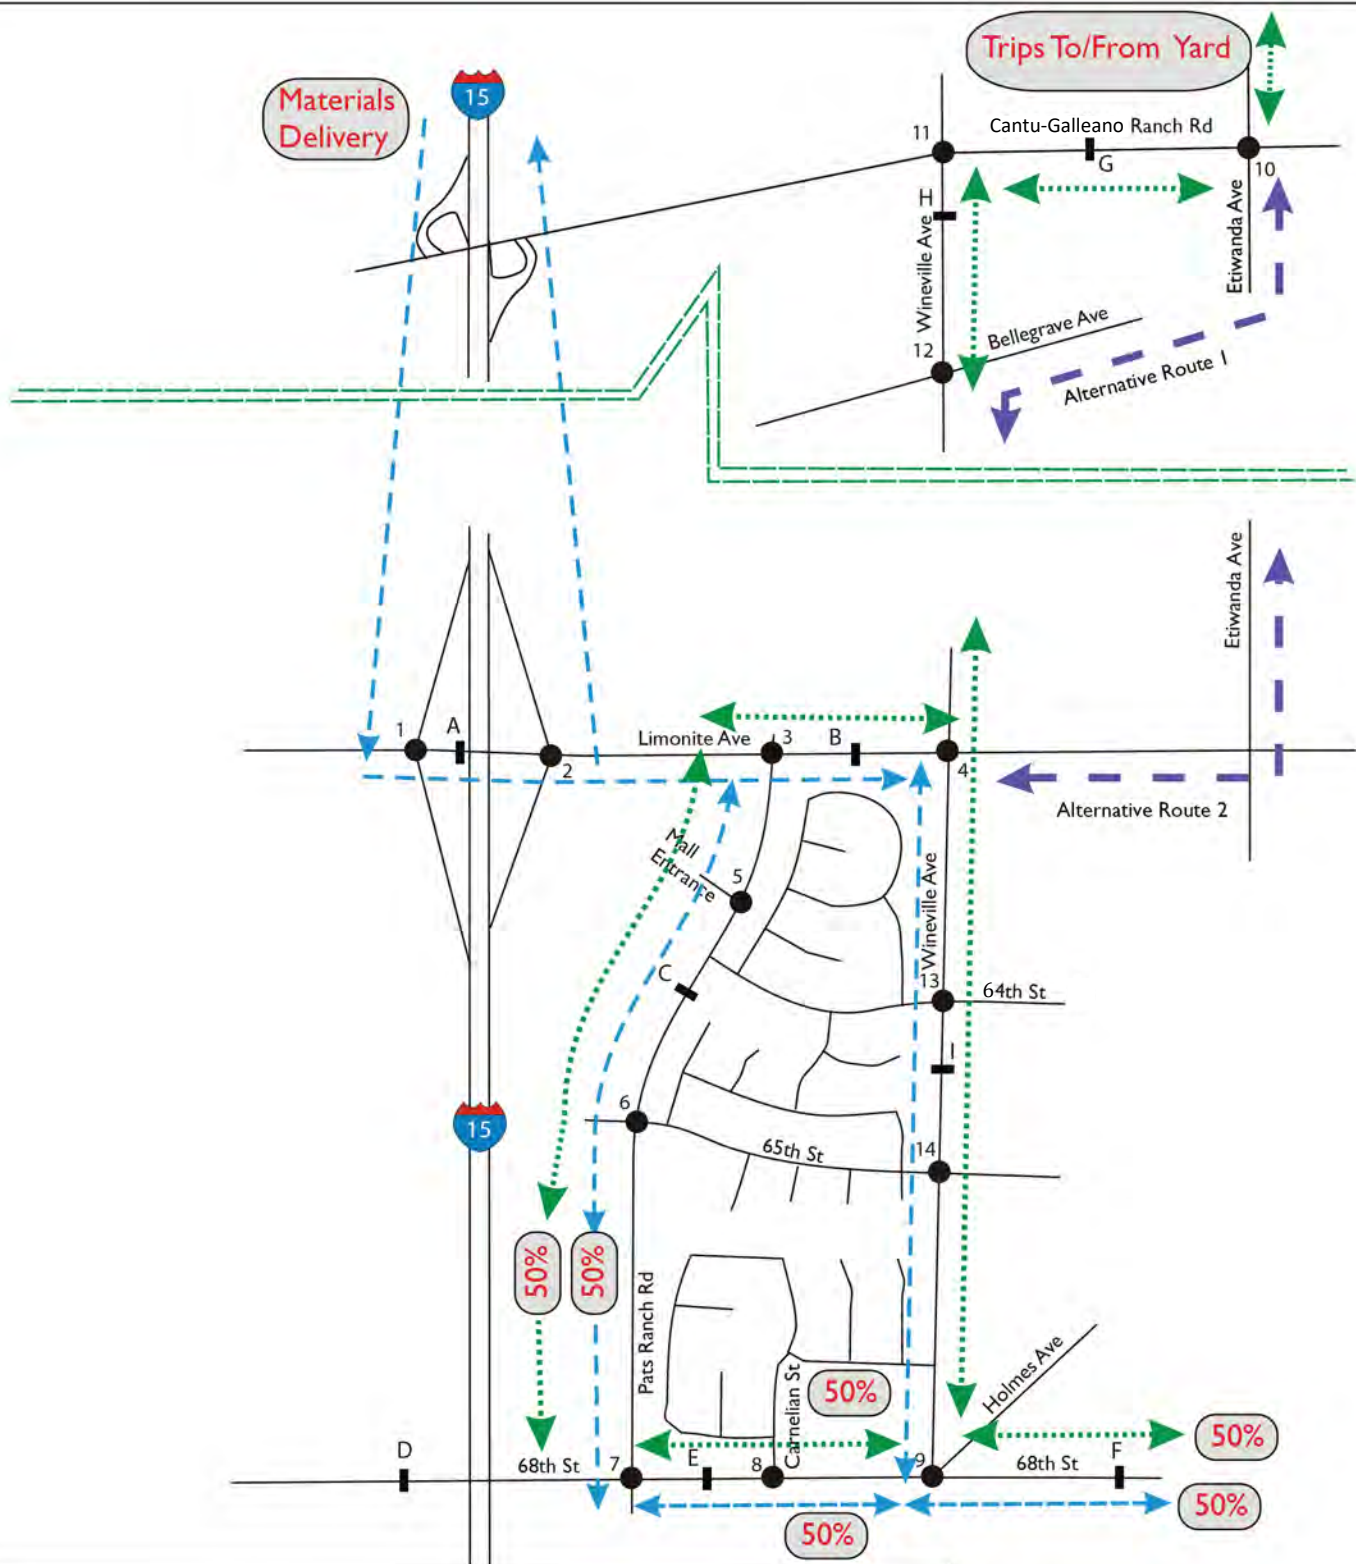 Trips To/From Yard
Materials
Delivery
15
11
Cantu-Galleano Ranch Rd
G
10
H
Wineville Ave
Etiwanda Ave
Bellegrave Ave
12
Alternative Route 1
Etiwanda Ave
1
A
2
Limonite Ave
3
B
4
Alternative Route 2
Mall
Entrance
5
Wineville Ave
C
13
64th St
I
15
6
65th St
14
50%
50%
Pats Ranch Rd
50%
Carnelian St
Holmes Ave
D
68th St
7
E
8
9
68th St
F
50%
50%
50%